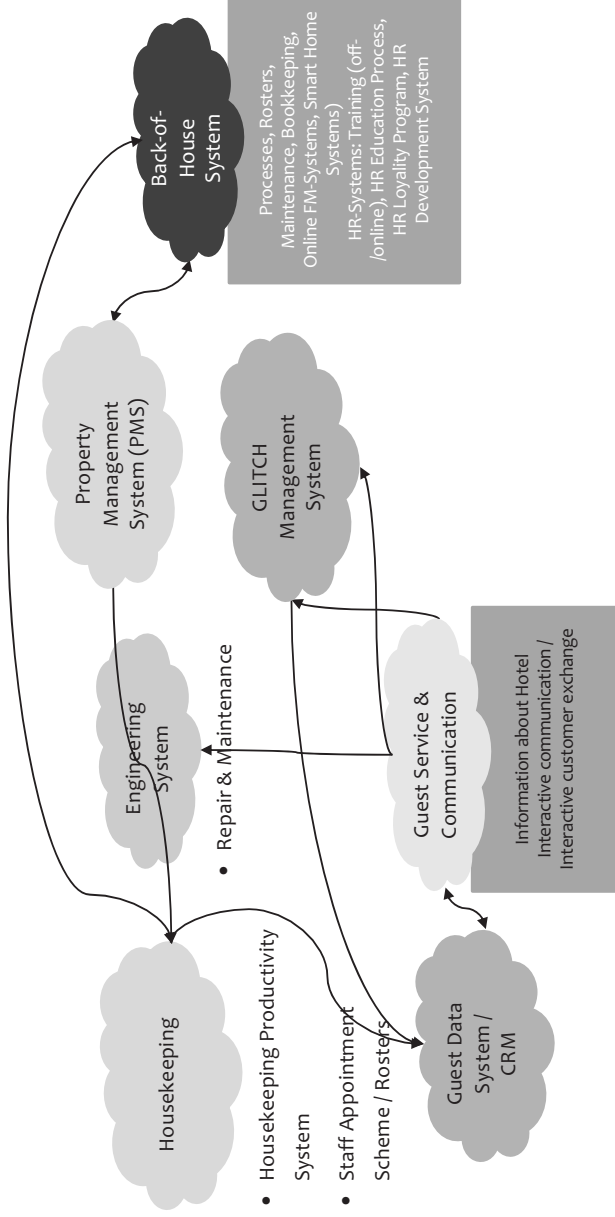 Housekeeping
• Housekeeping Productivity
System
• Staff Appointment
Scheme / Rosters
Guest Data
System /
CRM
Engineering
System
• Repair & Maintenance
Guest Service &
Communication
Information about Hotel
Interactive communication /
Interactive customer exchange
Property
Management
System (PMS)
GLITCH
Management
System
Back-of-
House
System
Processes, Rosters,
Maintenance, Bookkeeping,
Online FM-Systems, Smart Home
Systems)
HR-Systems: Training (off-
/online), HR Education Process,
HR Loyality Program, HR
Development System